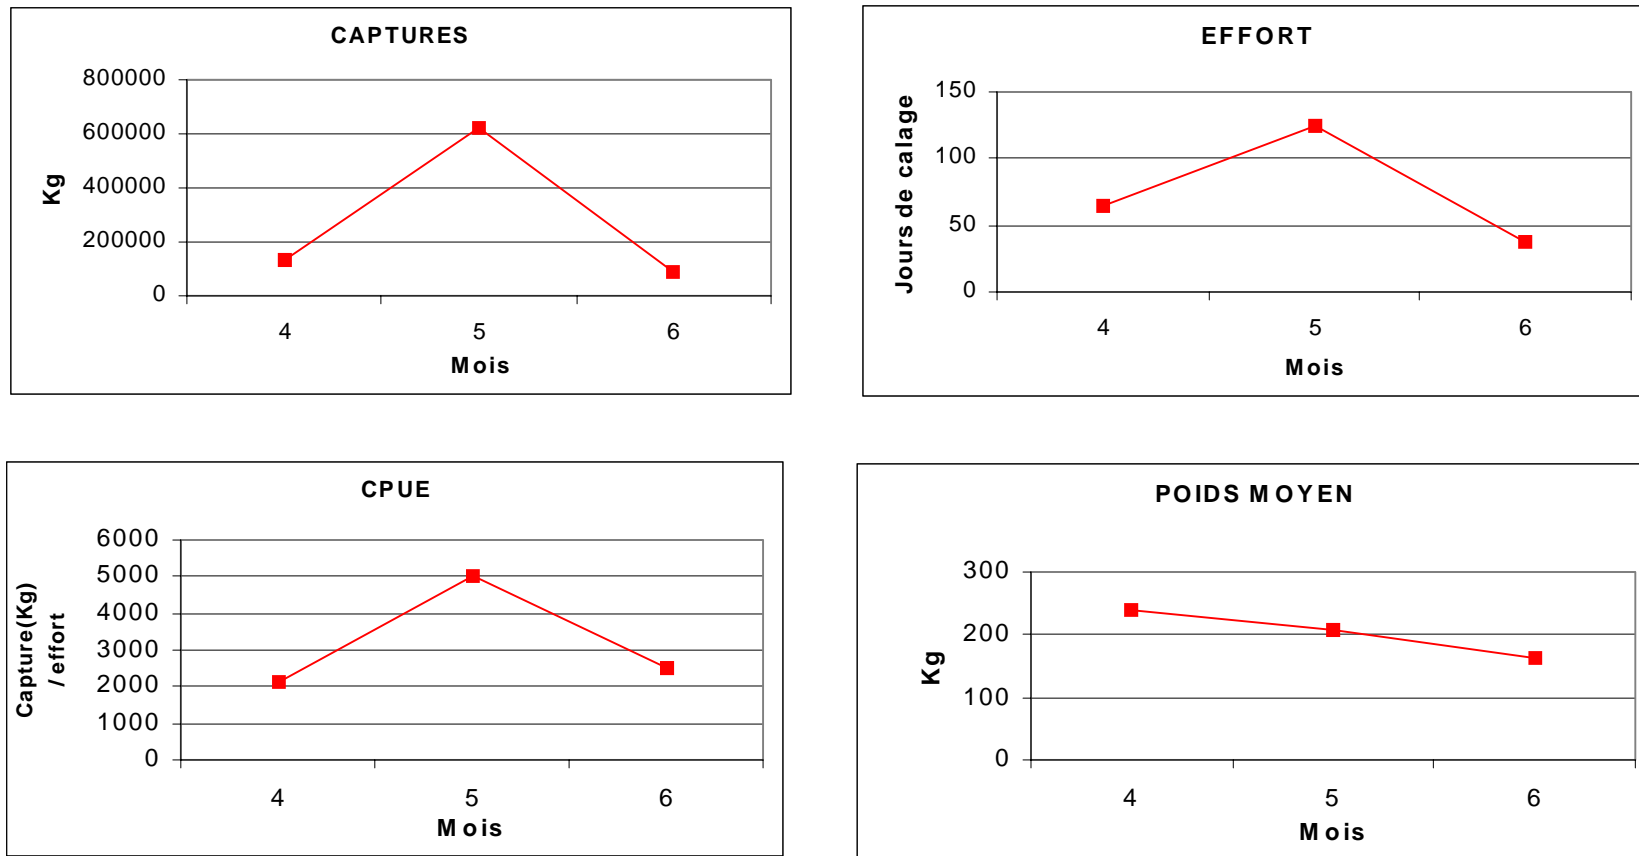 CAPTURES
Kg
800000
600000
400000
200000
0
4 5 6
Mois
EFFORT
Jours de calage
150
100
50
0
4 5 6
Mois
CPUE
Capture(Kg)
/ effort
6000
5000
4000
3000
2000
1000
0
4 5 6
Mois
POIDS MOYEN
Kg
300
200
100
0
4 5 6
Mois